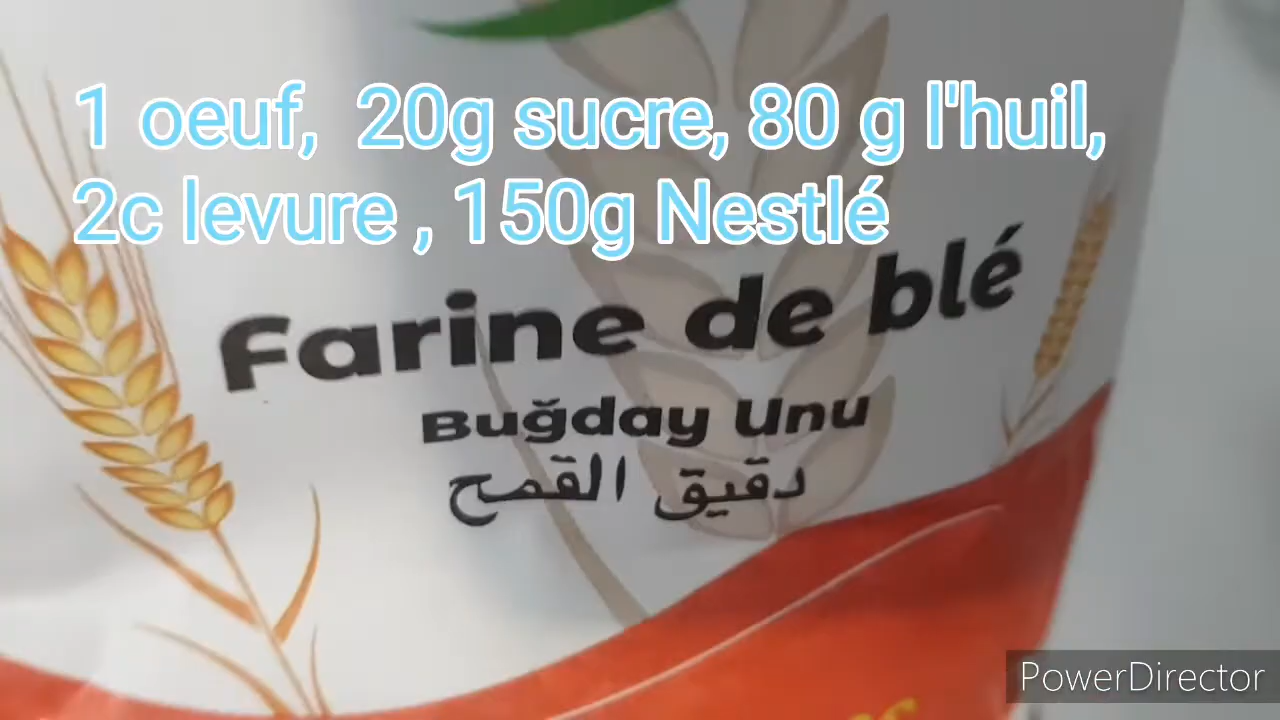 1 oeuf,  20g sucre, 80 g l'huil,
2c levure , 150g Nestlé
Farine de blé
Buğday Unu
دقيق القمح
PowerDirector